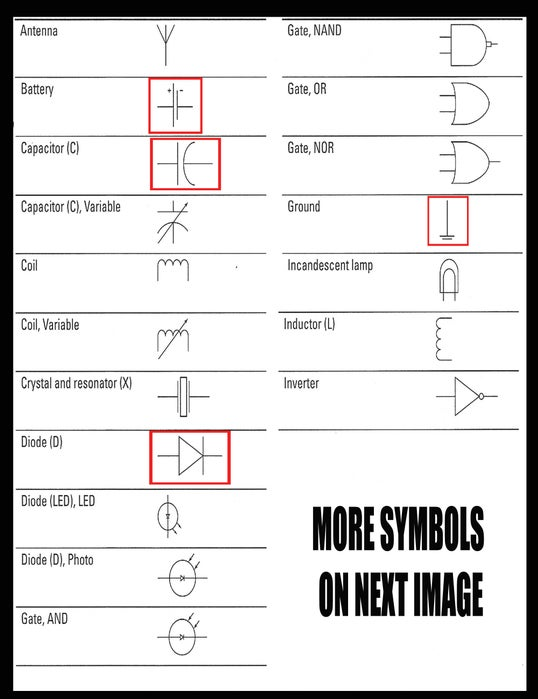 Antenna
Battery
+ -
Capacitor (C)
Capacitor (C), Variable
Coil
Coil, Variable
Crystal and resonator (X)
Diode (D)
Diode (LED), LED
Diode (D), Photo
Gate, AND
Gate, NAND
Gate, OR
Gate, NOR
Ground
Incandescent lamp
Inductor (L)
Inverter
MORE SYMBOLS
ON NEXT IMAGE